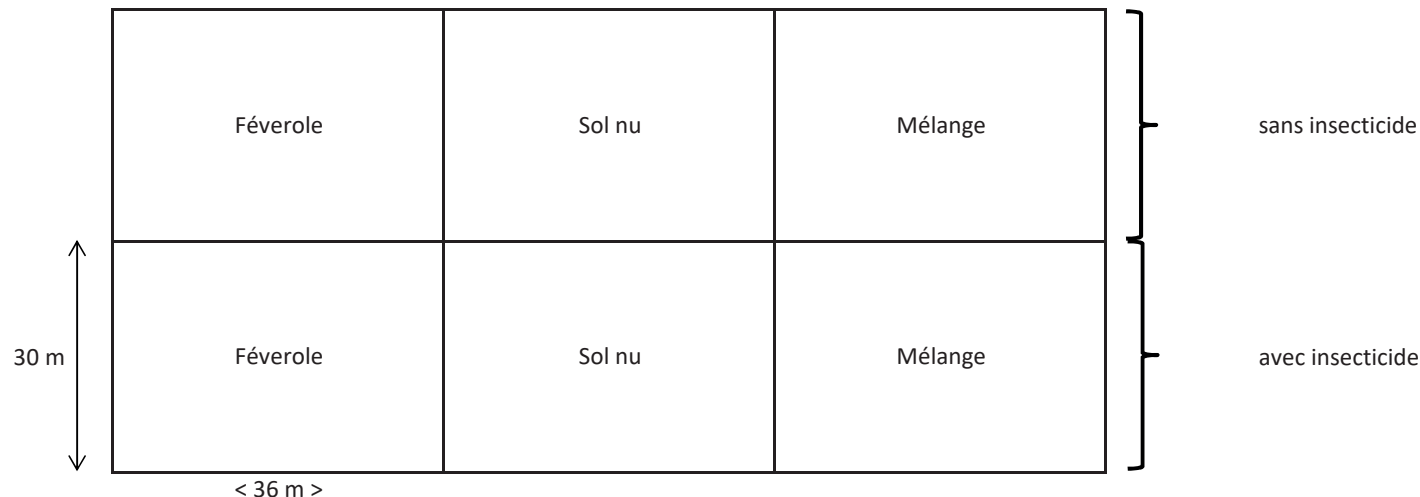 Féverole Sol nu Mélange sans insecticide
30 m Féverole Sol nu Mélange avec insecticide
< 36 m >